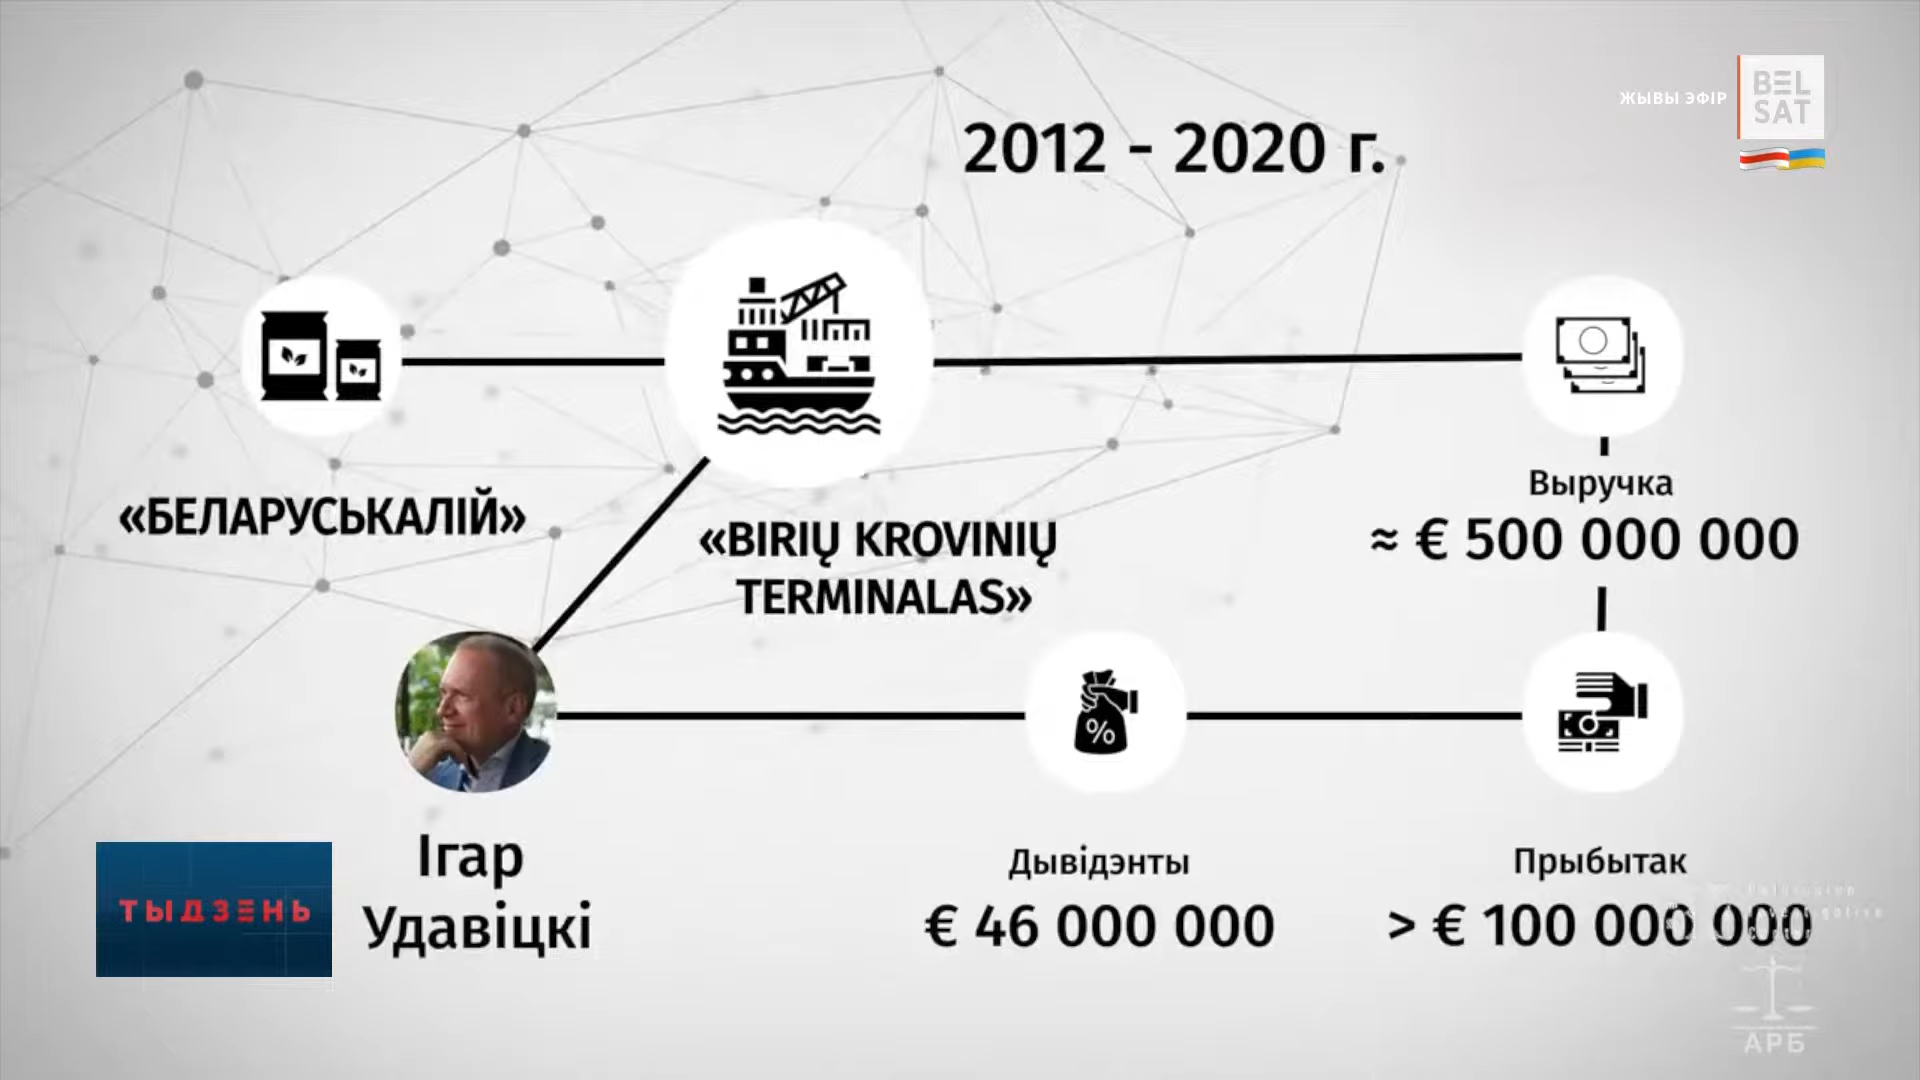 ЖЫВЫ ЭФІР
BEL
SAT
2012 - 2020 г.
«БЕЛАРУСЬКАЛІЙ»
«BIRIŲ KROVINIŲ
TERMINALAS»
Выручка
≈ € 500 000 000
%
Ігар
Удавіцкі
Дывідэнты
€ 46 000 000
Прыбытак
> € 100 000 000
ТЫДЗЕНЬ
АРБ